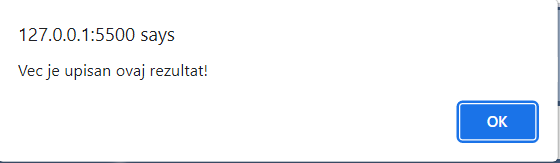 127.0.0.1:5500 says
Vec je upisan ovaj rezultat!
OK